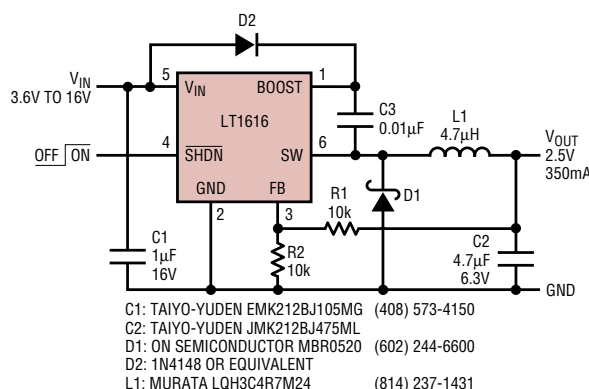 D2
V_IN
3.6V TO 16V
5
V_IN
BOOST
1
LT1616
C3
0.01µF
L1
4.7µH
OFF ON
4
SHDN
SW
6
V_OUT
2.5V
350mA
GND
FB
2
3
R1
10k
D1
C1
1µF
16V
R2
10k
C2
4.7µF
6.3V
GND
C1: TAIYO-YUDEN EMK212BJ105MG (408) 573-4150
C2: TAIYO-YUDEN JMK212BJ475ML
D1: ON SEMICONDUCTOR MBR0520 (602) 244-6600
D2: 1N4148 OR EQUIVALENT
L1: MURATA LQH3C4R7M24 (814) 237-1431